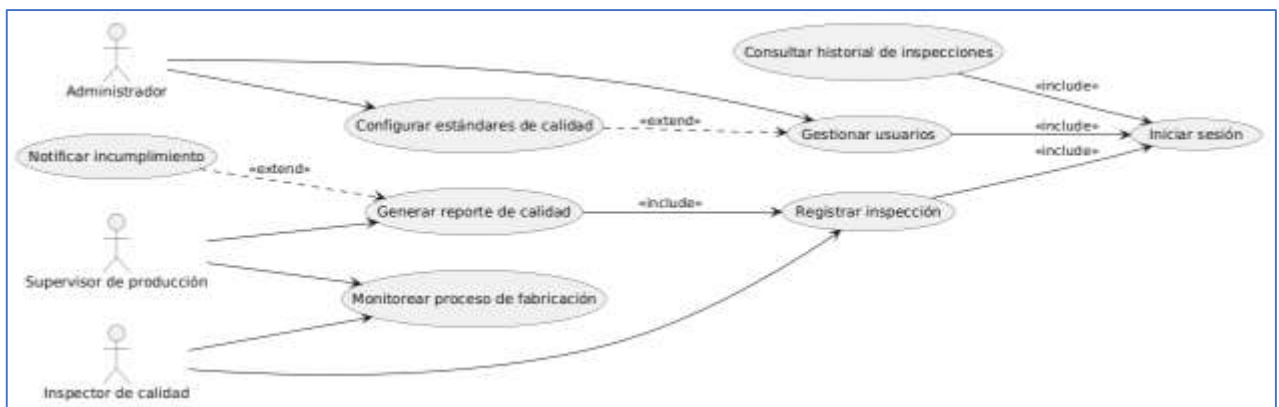 Consultar historial de inspecciones
Administrador
«include»
Configurar estándares de calidad
«extend»
Gestionar usuarios
«include»
Iniciar sesión
Notificar incumplimiento
«extend»
«include»
Generar reporte de calidad
«include»
Registrar inspección
Supervisor de producción
Monitorear proceso de fabricación
Inspector de calidad